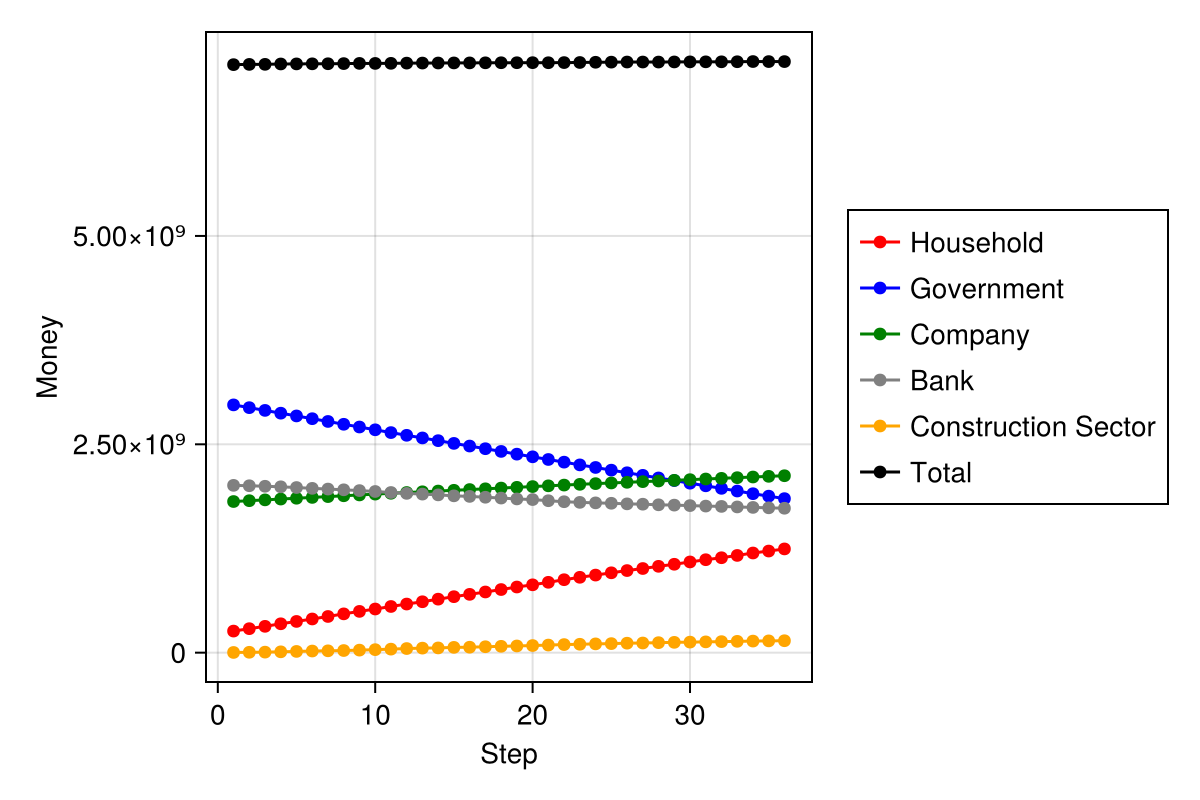 Money
5.00×10⁹
2.50×10⁹
0
0 10 20 30
Step
Household
Government
Company
Bank
Construction Sector
Total